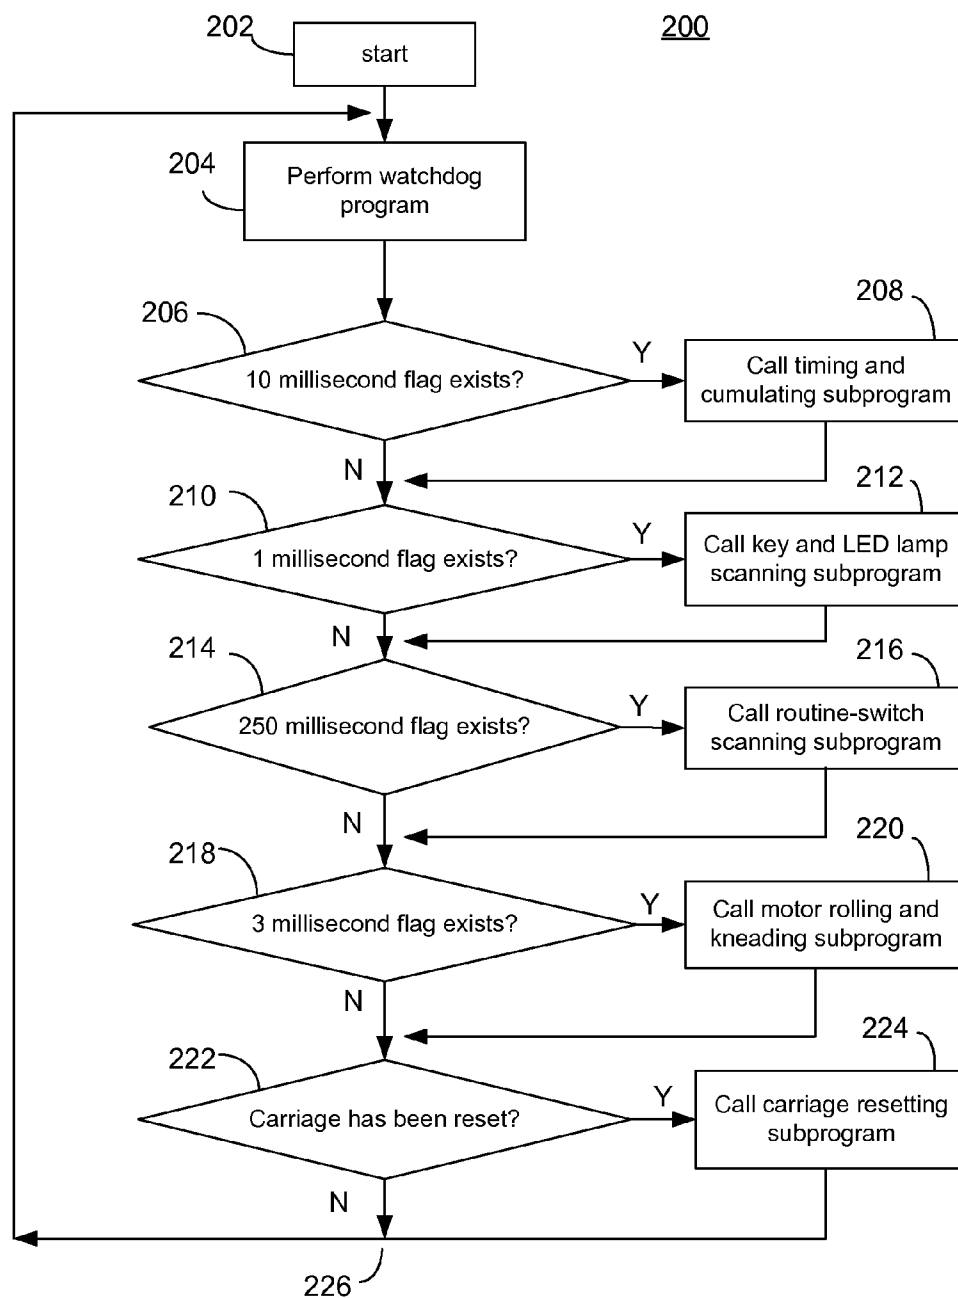 200
202
start
204
Perform watchdog
program
206
10 millisecond flag exists?
Y
208
Call timing and
cumulating subprogram
N
210
1 millisecond flag exists?
Y
212
Call key and LED lamp
scanning subprogram
N
214
250 millisecond flag exists?
Y
216
Call routine-switch
scanning subprogram
N
218
3 millisecond flag exists?
Y
220
Call motor rolling and
kneading subprogram
N
222
Carriage has been reset?
Y
224
Call carriage resetting
subprogram
N
226